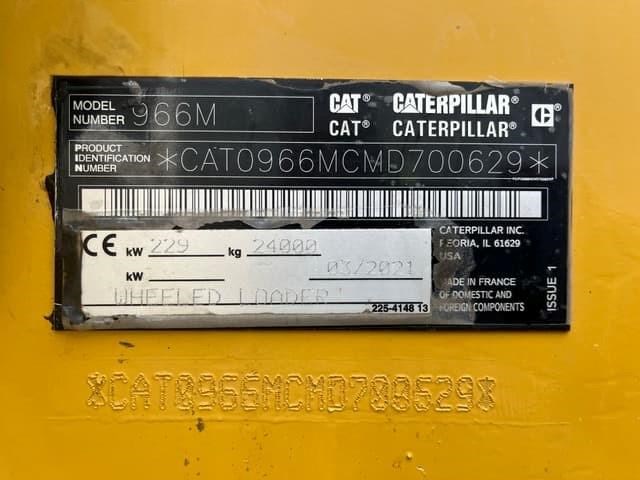 MODEL NUMBER 966M
CAT® CATERPILLAR® C
CAT® CATERPILLAR®
PRODUCT IDENTIFICATION NUMBER *CAT0966MCMD700629*
CE kW 229 kg 24000
kW 03/2021
WHEELED LOADER
225-4148 13
CATERPILLAR INC.
PEORIA, IL 61629
USA
MADE IN FRANCE
OF DOMESTIC AND
FOREIGN COMPONENTS
ISSUE 1
*CAT0966MCMD700629*